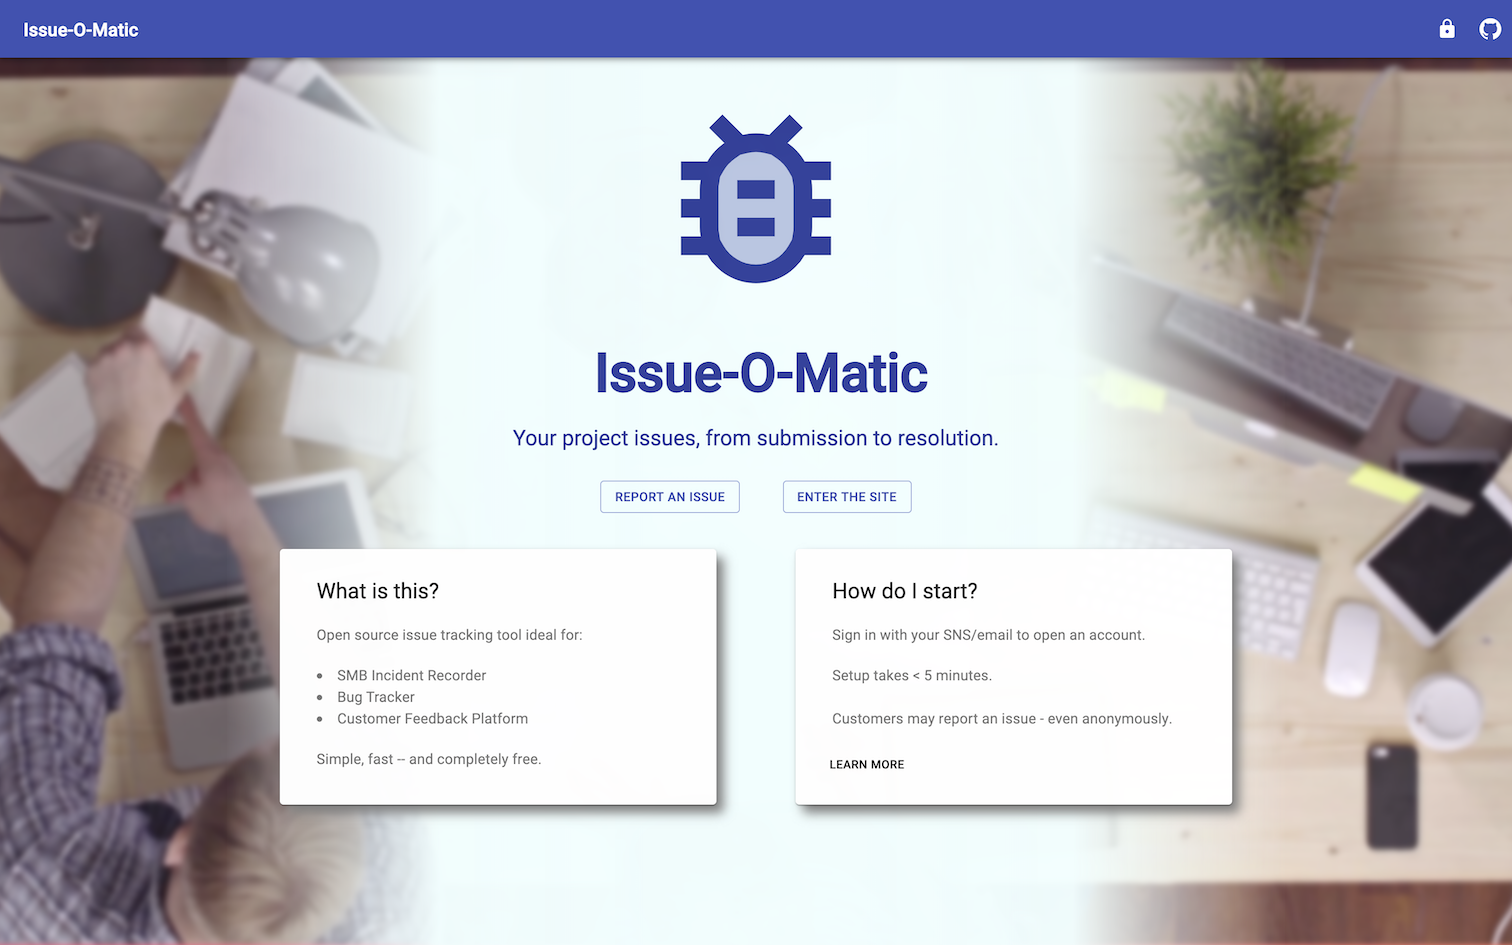 Issue-O-Matic
Issue-O-Matic
Your project issues, from submission to resolution.
REPORT AN ISSUE
ENTER THE SITE
What is this?
Open source issue tracking tool ideal for:
• SMB Incident Recorder
• Bug Tracker
• Customer Feedback Platform
Simple, fast -- and completely free.
How do I start?
Sign in with your SNS/email to open an account.
Setup takes < 5 minutes.
Customers may report an issue - even anonymously.
LEARN MORE